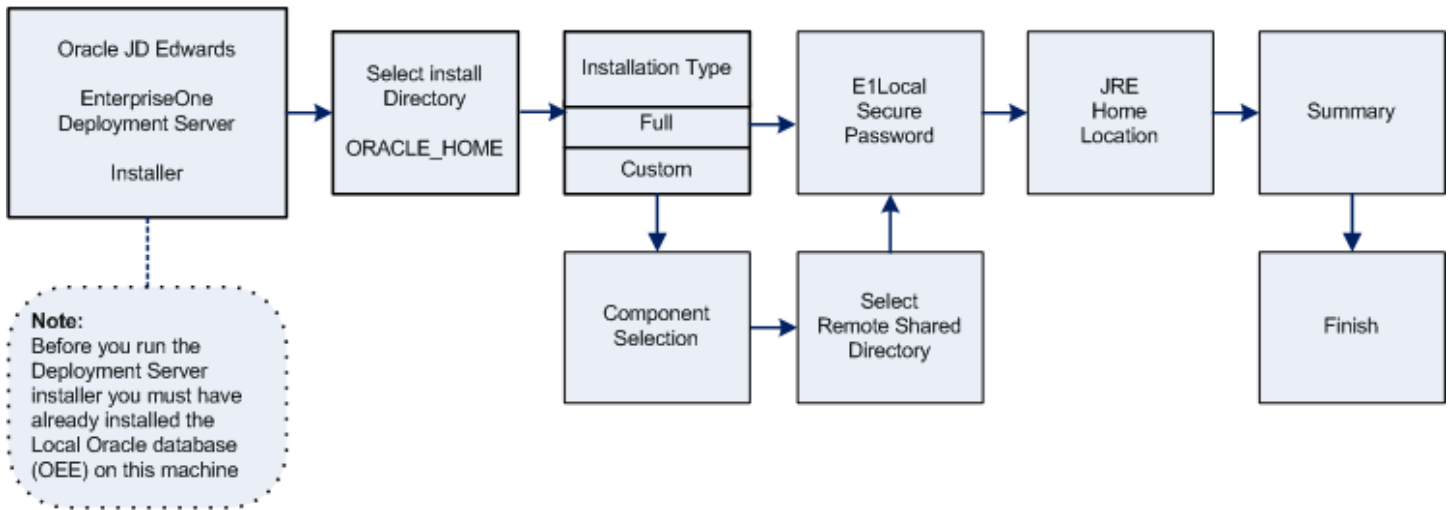 Oracle JD Edwards
EnterpriseOne
Deployment Server
Installer
Select install
Directory
ORACLE_HOME
Installation Type
Full
Custom
E1Local
Secure
Password
JRE
Home
Location
Summary
Component
Selection
Select
Remote Shared
Directory
Finish
Note:
Before you run the
Deployment Server
installer you must have
already installed the
Local Oracle database
(OEE) on this machine